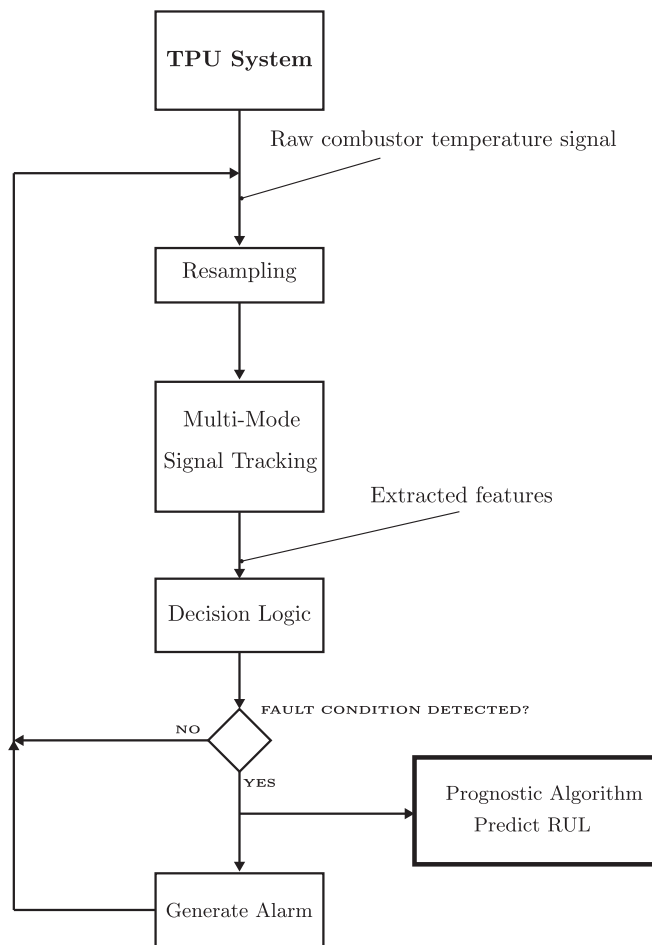 TPU System
Raw combustor temperature signal
Resampling
Multi-Mode
Signal Tracking
Extracted features
Decision Logic
FAULT CONDITION DETECTED?
NO
YES
Prognostic Algorithm
Predict RUL
Generate Alarm